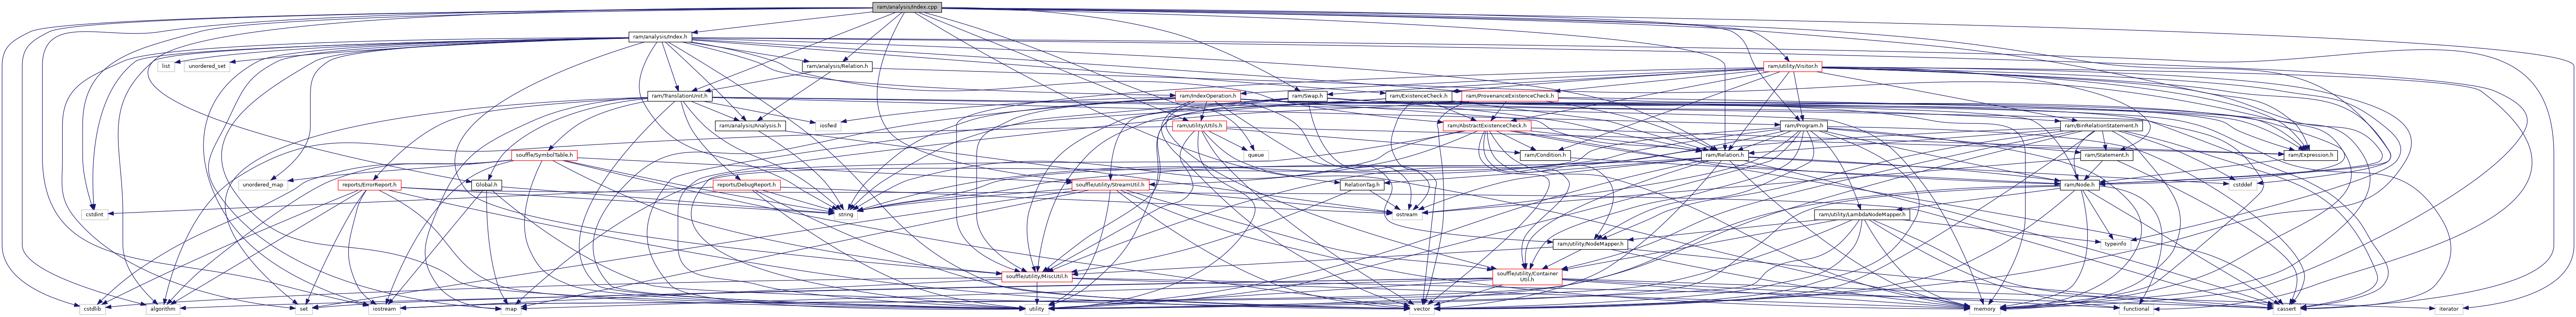 ram/analysis/Index.cpp
ram/analysis/Index.h
list
unordered_set
ram/analysis/Relation.h
ram/utility/Visitor.h
ram/TranslationUnit.h
ram/IndexOperation.h
ram/Swap.h
ram/ExistenceCheck.h
ram/ProvenanceExistenceCheck.h
ram/analysis/Analysis.h
iosfwd
ram/utility/Utils.h
ram/AbstractExistenceCheck.h
ram/Program.h
ram/BinRelationStatement.h
souffle/SymbolTable.h
queue
ram/Condition.h
ram/Relation.h
ram/Statement.h
ram/Expression.h
unordered_map
reports/ErrorReport.h
Global.h
reports/DebugReport.h
souffle/utility/StreamUtil.h
RelationTag.h
ram/Node.h
cstddef
cstdint
string
ostream
ram/utility/LambdaNodeMapper.h
ram/utility/NodeMapper.h
typeinfo
souffle/utility/MiscUtil.h
souffle/utility/Container
Util.h
cstdlib
algorithm
set
iostream
map
utility
vector
memory
functional
cassert
iterator